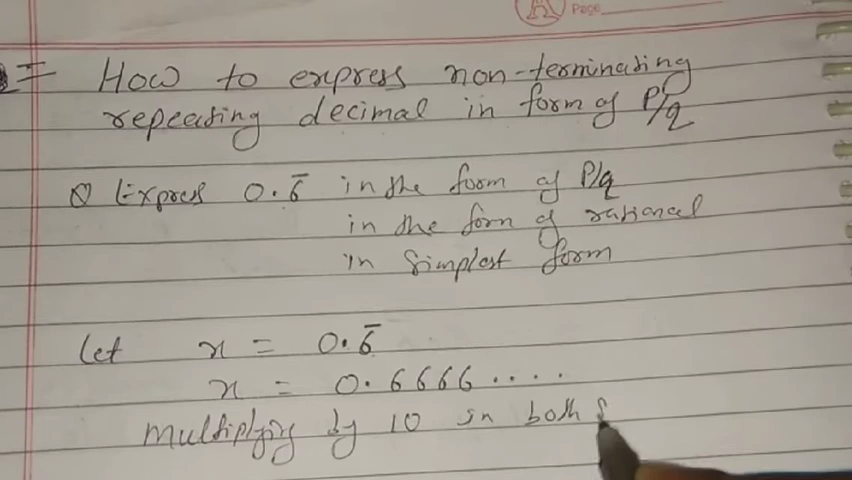 Page
How to express non-terminating
repeating decimal in form of P/q
Q Express 0.6̅ in the form of P/q
in the form of rational
in simplest form
Let x = 0.6̅
x = 0.6666....
multiplying by 10 in both